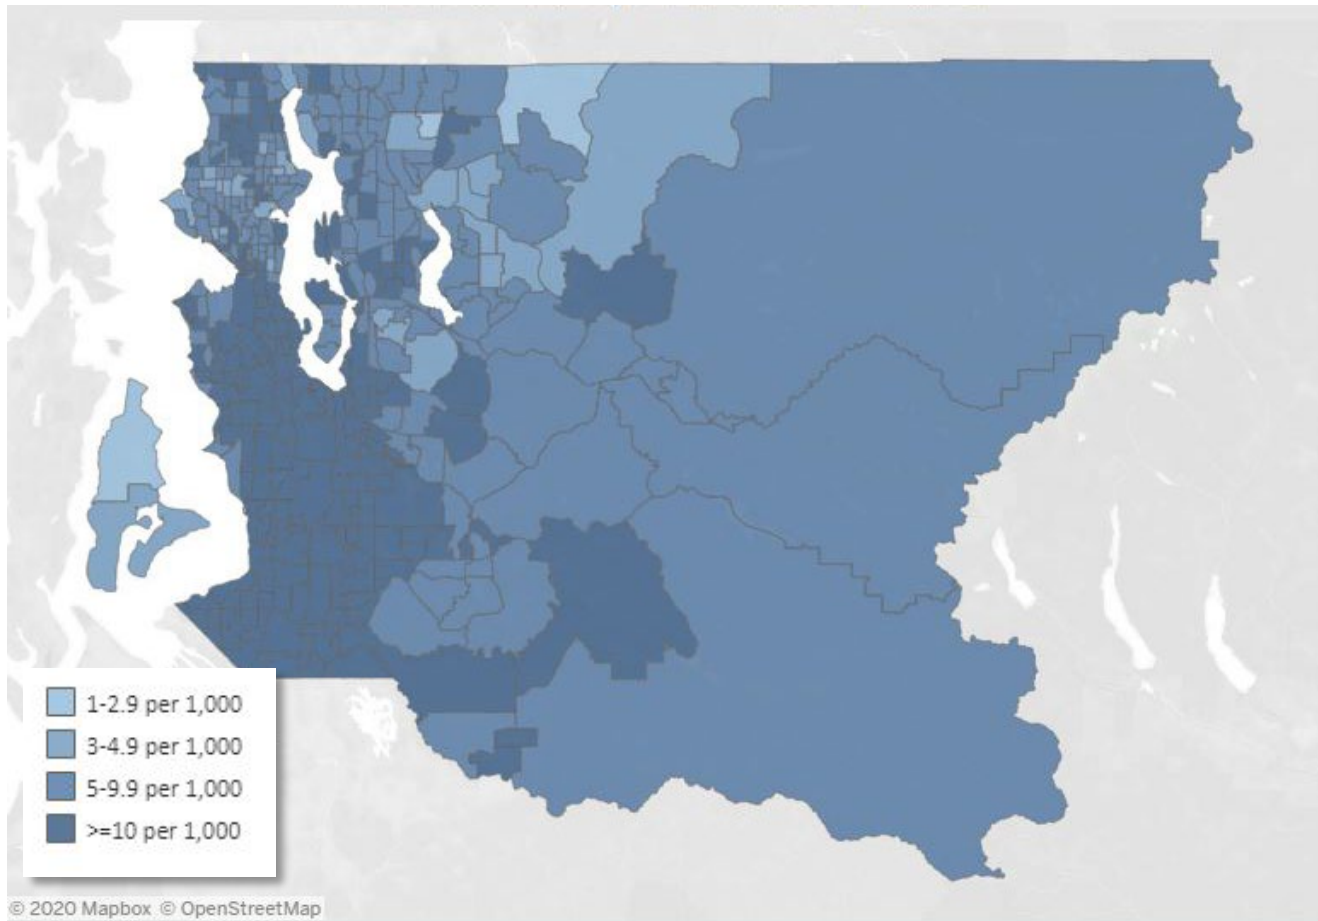 1-2.9 per 1,000
3-4.9 per 1,000
5-9.9 per 1,000
>=10 per 1,000
© 2020 Mapbox © OpenStreetMap